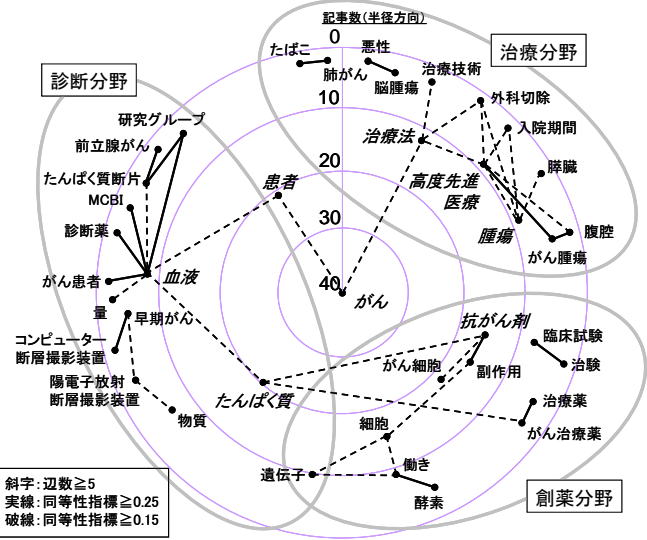 記事数(半径方向)
0
10
20
30
40
治療分野
診断分野
創薬分野
たばこ
肺がん
悪性
脳腫瘍
治療技術
外科切除
入院期間
膵臓
治療法
高度先進
医療
腫瘍
腹腔
がん腫瘍
研究グループ
前立腺がん
たんぱく質断片
MCBI
診断薬
がん患者
血液
量
早期がん
コンピューター
断層撮影装置
陽電子放射
断層撮影装置
物質
患者
がん
たんぱく質
抗がん剤
がん細胞
副作用
臨床試験
治験
治療薬
がん治療薬
細胞
遺伝子
働き
酵素
斜字：辺数≧5
実線：同等性指標≧0.25
破線：同等性指標≧0.15